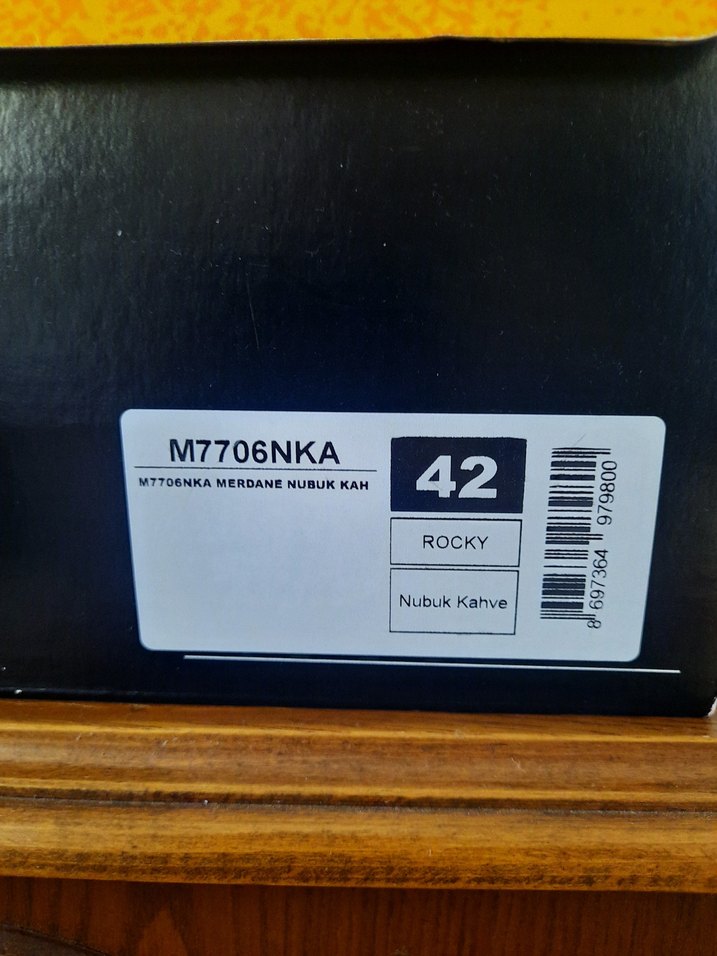 M7706NKA
M7706NKA MERDANE NUBUK KAH
42
ROCKY
Nubuk Kahve
8 697364 979800